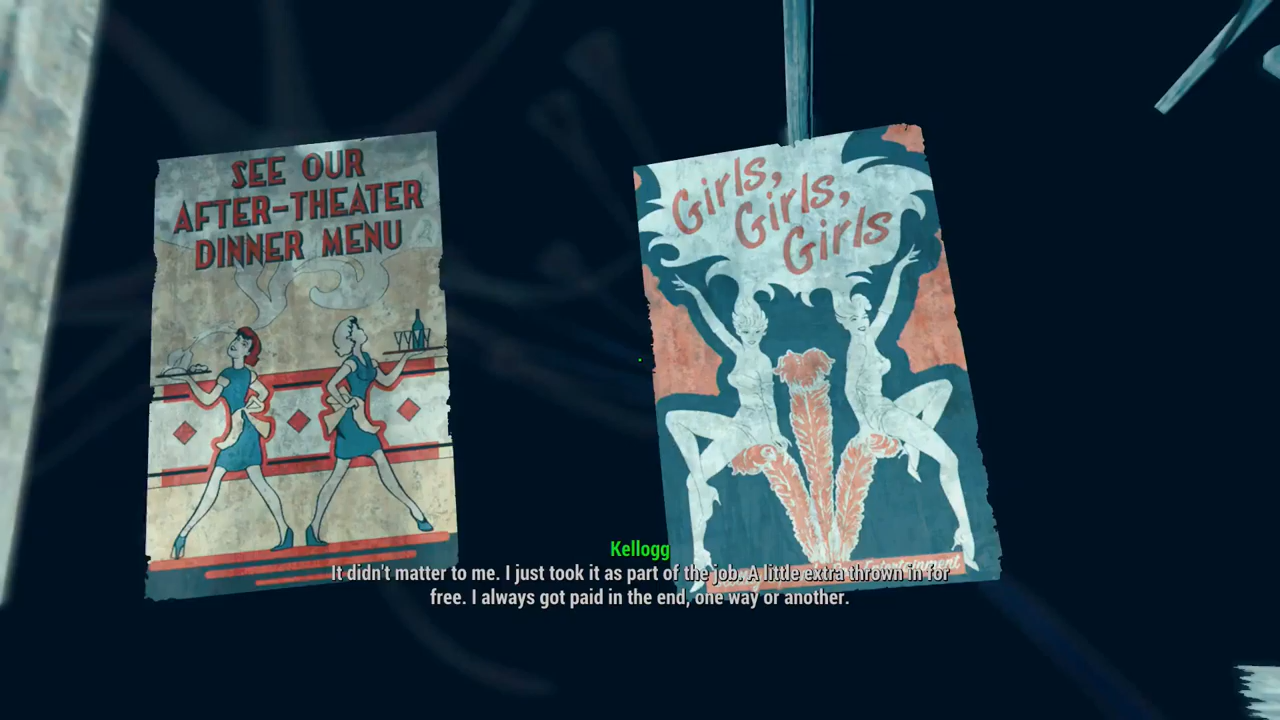 SEE OUR
AFTER-THEATER
DINNER MENU
Girls,
Girls,
Girls
Entertainment
Kellogg
It didn't matter to me. I just took it as part of the job. A little extra thrown in for
free. I always got paid in the end, one way or another.